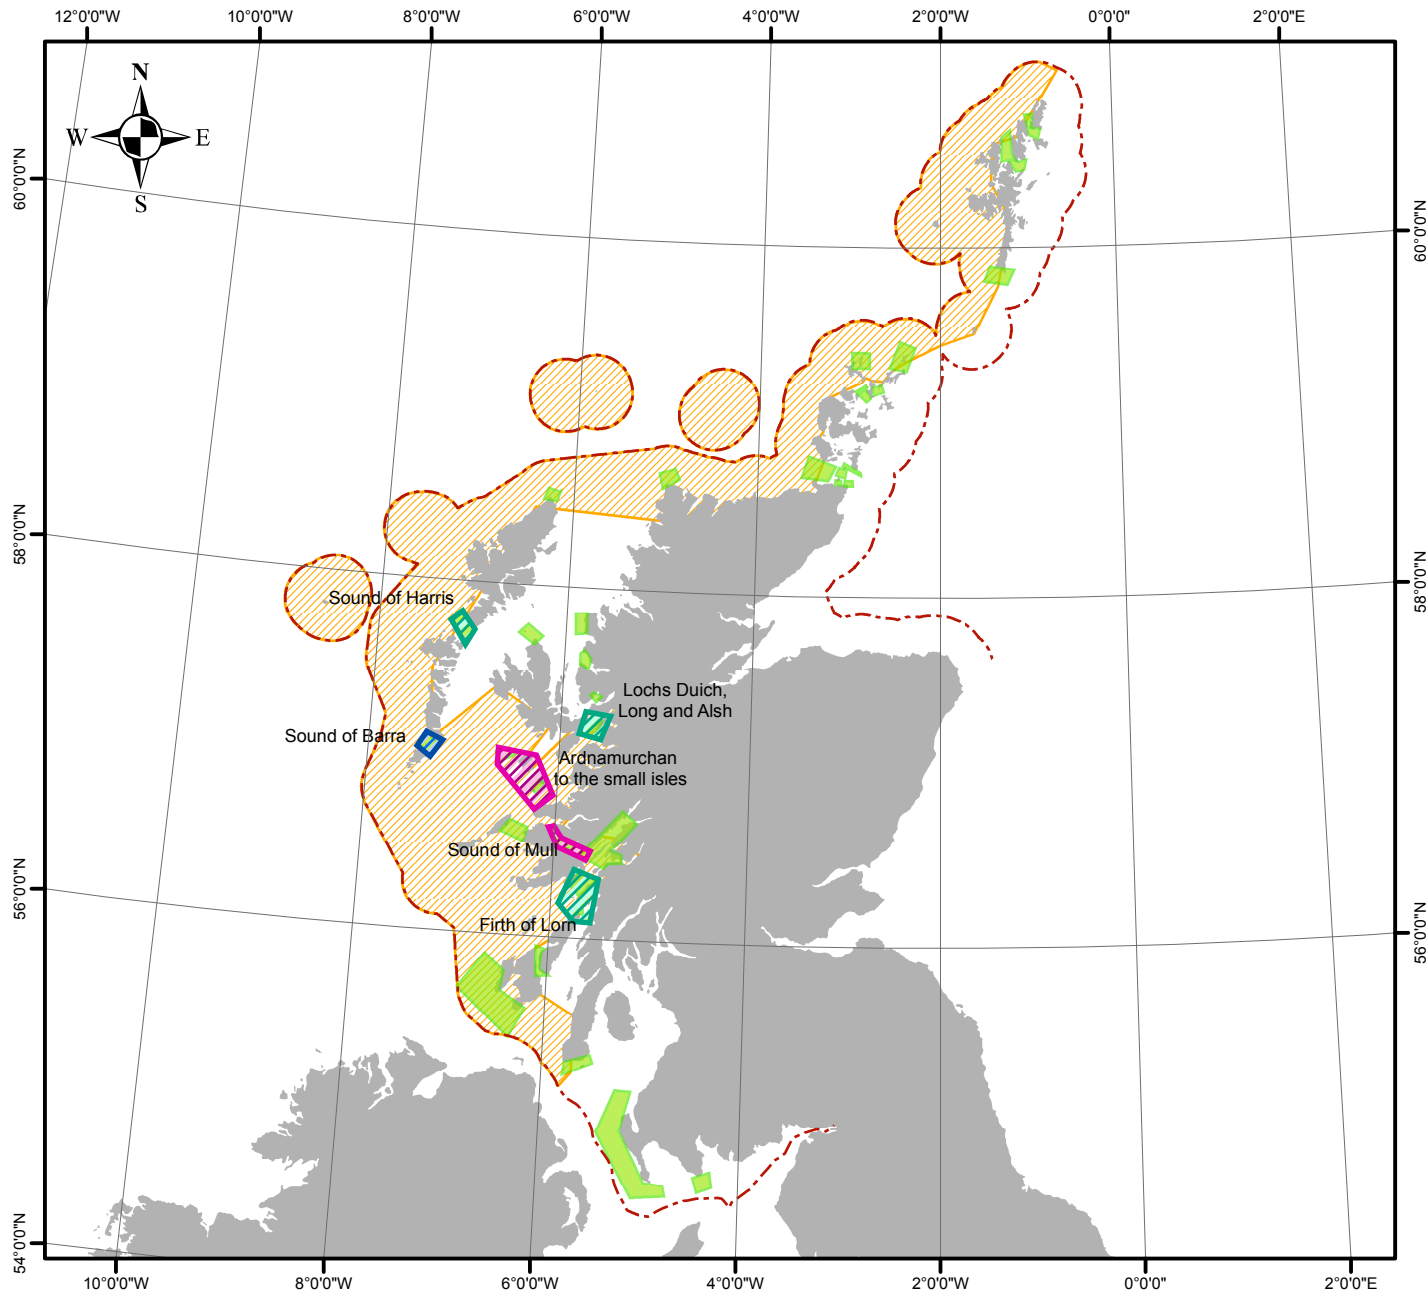 12°0'0"W
10°0'0"W
8°0'0"W
6°0'0"W
4°0'0"W
2°0'0"W
0°0'0"
2°0'0"E
N
W
E
S
60°0'0"N
60°0'0"N
58°0'0"N
58°0'0"N
Sound of Harris
Lochs Duich,
Long and Alsh
Sound of Barra
Ardnamurchan
to the small isles
Sound of Mull
56°0'0"N
56°0'0"N
Firth of Lorn
54°0'0"N
10°0'0"W
8°0'0"W
6°0'0"W
4°0'0"W
2°0'0"W
0°0'0"
2°0'0"E